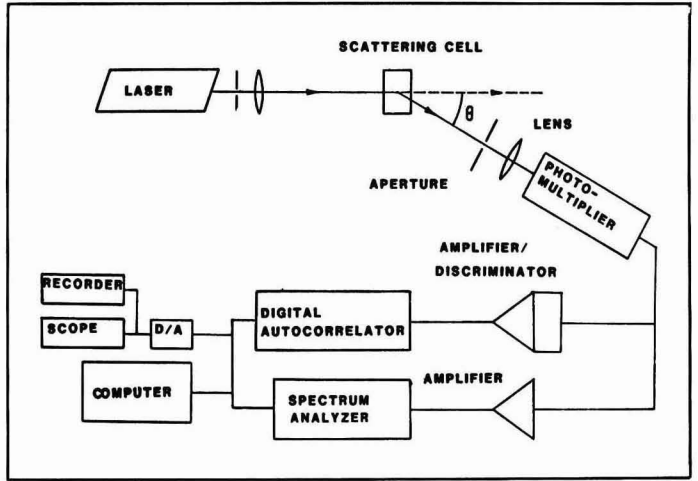 SCATTERING CELL
LASER
θ
LENS
APERTURE
PHOTO-
MULTIPLIER
AMPLIFIER/
DISCRIMINATOR
RECORDER
SCOPE
D/A
DIGITAL
AUTOCORRELATOR
COMPUTER
SPECTRUM
ANALYZER
AMPLIFIER